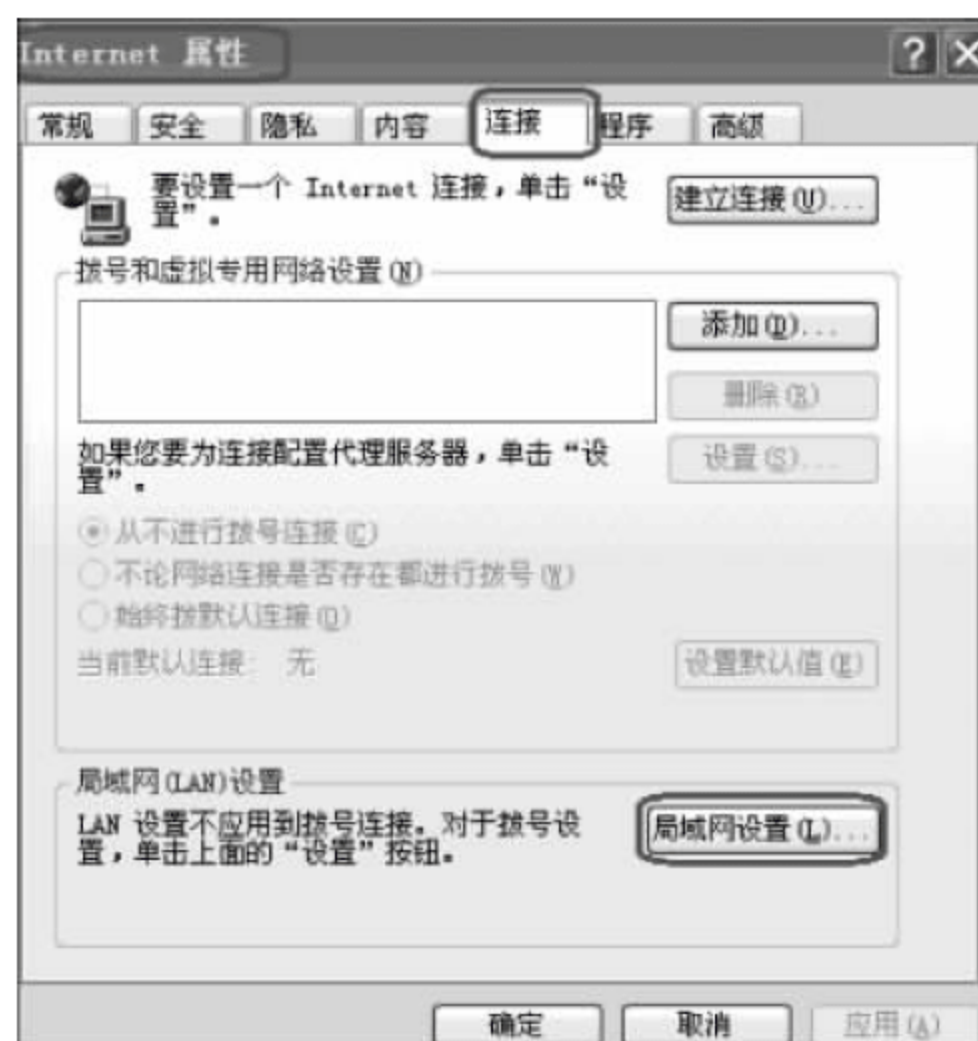 Internet 属性
常规 安全 隐私 内容 连接 程序 高级
要设置一个 Internet 连接，单击“设
置”。
建立连接(U)...
拨号和虚拟专用网络设置(N)
添加(D)...
删除(R)
如果您要为连接配置代理服务器，单击“设
置”。
设置(S)...
从不进行拨号连接(C)
不论网络连接是否存在都进行拨号(W)
始终拨默认连接(O)
当前默认连接: 无
设置默认值(E)
局域网(LAN)设置
LAN 设置不应用到拨号连接。对于拨号设
置，单击上面的“设置”按钮。
局域网设置(L)...
确定 取消 应用(A)